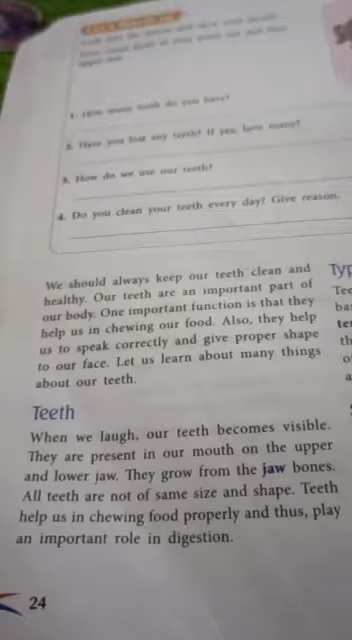 1. How many teeth do you have?
2. Have you lost any teeth? If yes, how many?
3. How do we use our teeth?
4. Do you clean your teeth every day? Give reason.
We should always keep our teeth clean and
healthy. Our teeth are an important part of
our body. One important function is that they
help us in chewing our food. Also, they help
us to speak correctly and give proper shape
to our face. Let us learn about many things
about our teeth.
Teeth
When we laugh, our teeth becomes visible.
They are present in our mouth on the upper
and lower jaw. They grow from the jaw bones.
All teeth are not of same size and shape. Teeth
help us in chewing food properly and thus, play
an important role in digestion.
24
Typ
Tee
ba
te
th
o
a